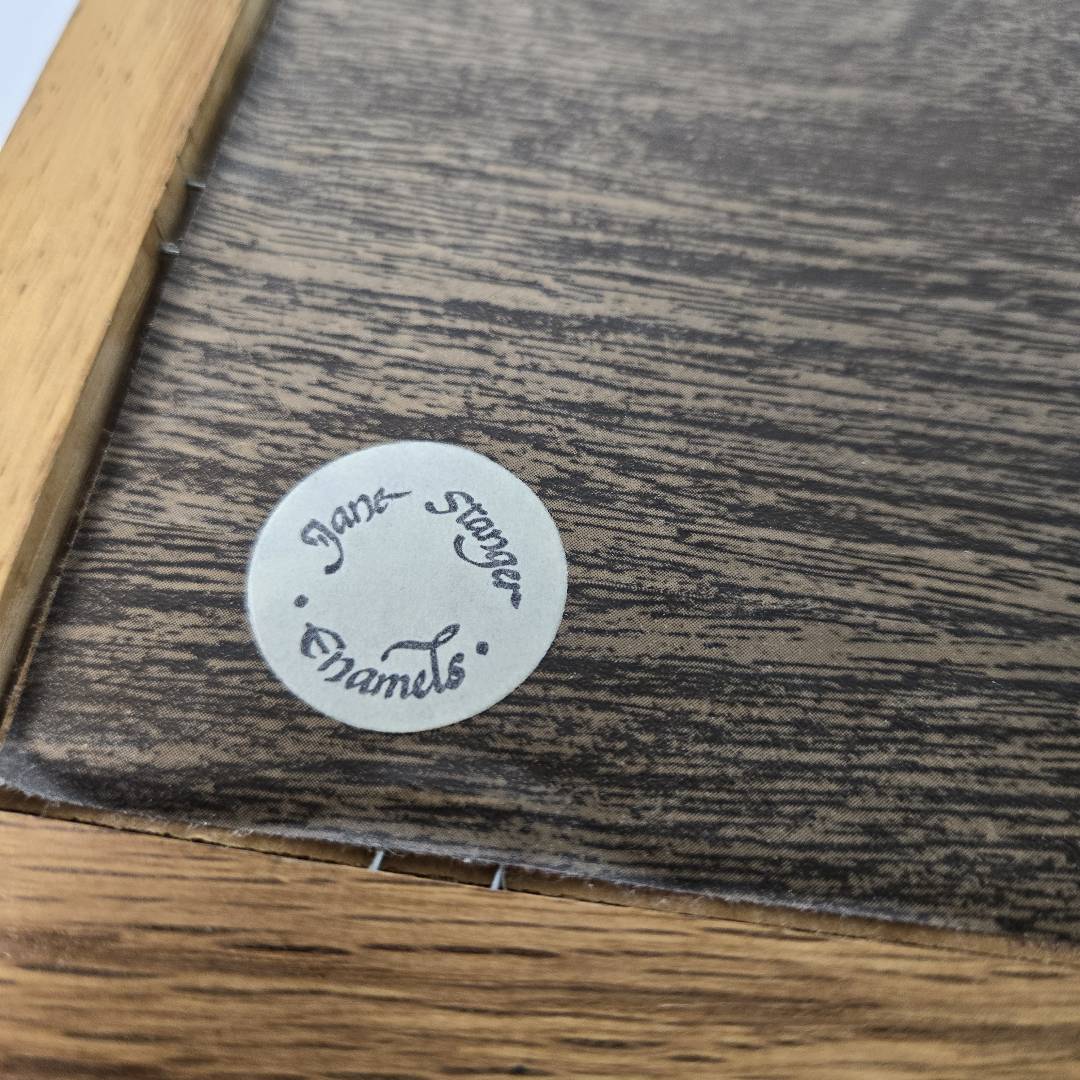 Jane Stanger
• Enamels •